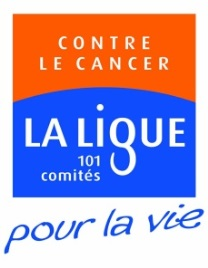 CONTRE
LE CANCER
LA LIGUE
101
comités
pour la vie